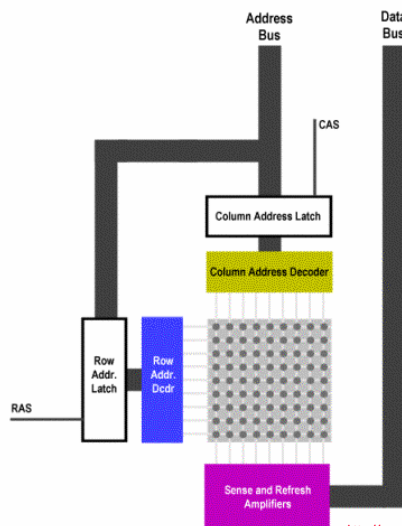 Address
Bus
Data
Bus
CAS
Column Address Latch
Column Address Decoder
Row
Addr.
Latch
Row
Addr.
Dcdr
RAS
Sense and Refresh
Amplifiers